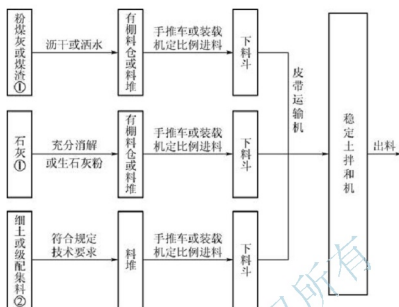 粉煤灰或煤渣①
沥干或洒水
有棚料仓或料堆
手推车或装载
机定比例进料
下料斗
石灰①
充分消解
或生石灰粉
有棚料仓或料堆
手推车或装载
机定比例进料
下料斗
细土或级配集料②
符合规定
技术要求
料堆
手推车或装载
机定比例进料
下料斗
皮带运输机
稳定土拌和机
出料
所有